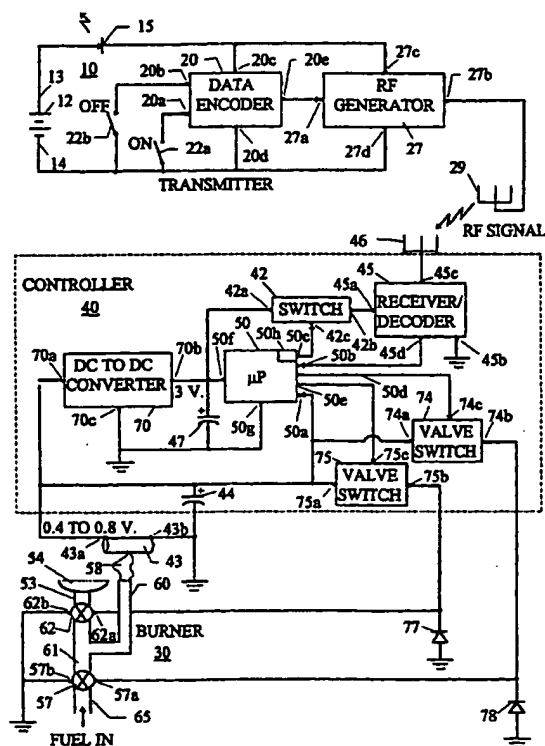 15
10
13
12
14
OFF
22b
ON
22a
20b
20a
20
20c
20e
DATA
ENCODER
20d
TRANSMITTER
27c
27b
RF
GENERATOR
27a
27
27d
29
RF SIGNAL
46
CONTROLLER
40
42
42a
SWITCH
42b
42c
45a
45
45c
RECEIVER/
DECODER
45d
45b
70a
DC TO DC
CONVERTER
70b
3 V.
70c
70
47
50f
50
50h
50c
50b
µP
50d
50e
50a
50g
74
74a
74c
74b
VALVE
SWITCH
75
75c
75b
VALVE
SWITCH
75a
44
0.4 TO 0.8 V.
43a
43b
43
54
58
53
60
62b
62
62a
BURNER
30
61
57b
57
57a
65
FUEL IN
77
78